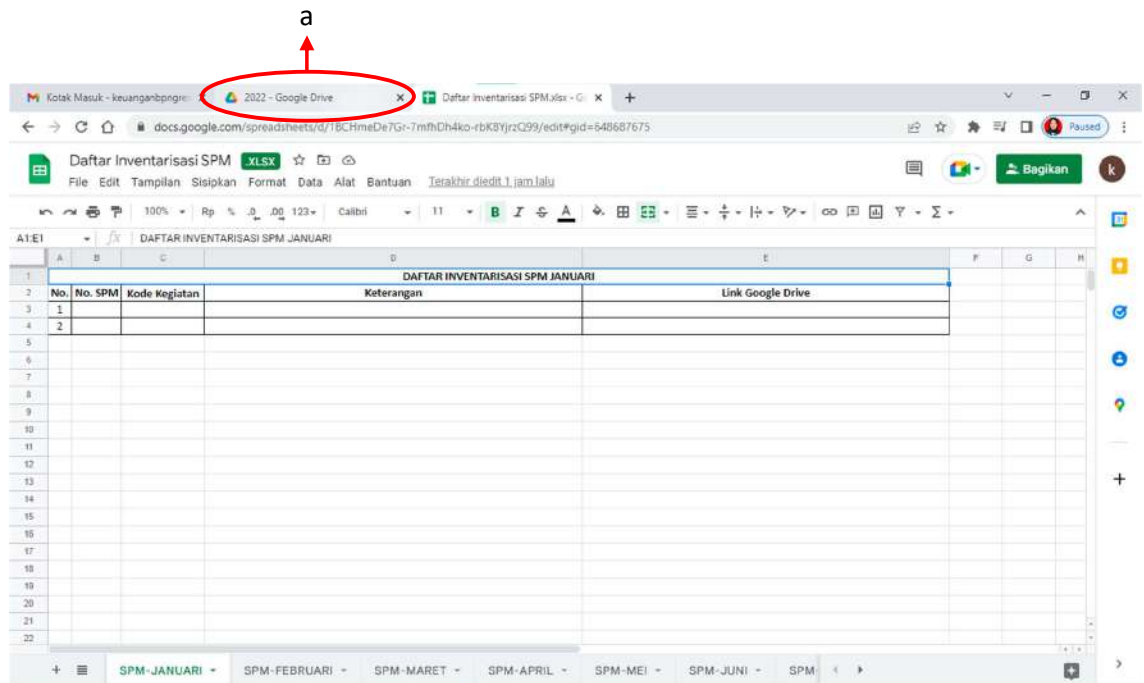 a
Kotak Masuk - keuanganbpngre
2022 - Google Drive
Daftar Inventarisasi SPM.xlsx - G
docs.google.com/spreadsheets/d/1BCHmeDe7Gr-7mfhDh4ko-rbK8YjrzQ99/edit#gid=648687675
Paused
Daftar Inventarisasi SPM .XLSX
File Edit Tampilan Sisipkan Format Data Alat Bantuan Terakhir diedit 1 jam lalu
Bagikan
k
100% Rp % .0 .00 123 Calibri 11 B I S A
A1:E1 fx DAFTAR INVENTARISASI SPM JANUARI
A B C D E F G H
1 DAFTAR INVENTARISASI SPM JANUARI
2 No. No. SPM Kode Kegiatan Keterangan Link Google Drive
3 1
4 2
5
6
7
8
9
10
11
12
13
14
15
16
17
18
19
20
21
22
SPM-JANUARI SPM-FEBRUARI SPM-MARET SPM-APRIL SPM-MEI SPM-JUNI SPM-